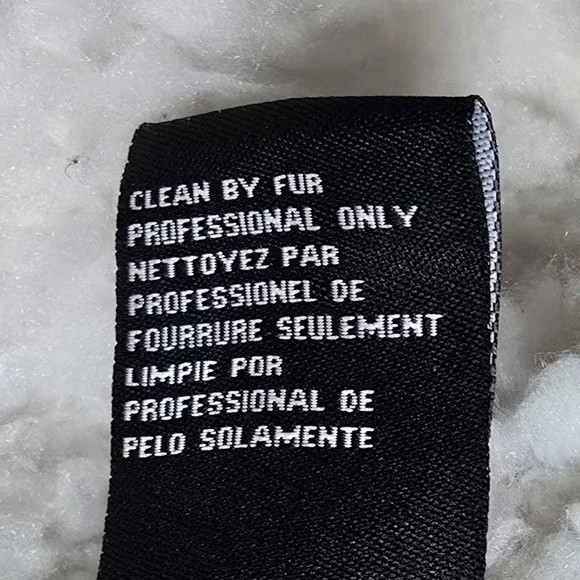 CLEAN BY FUR
PROFESSIONAL ONLY
NETTOYEZ PAR
PROFESSIONEL DE
FOURRURE SEULEMENT
LIMPIE POR
PROFESSIONAL DE
PELO SOLAMENTE